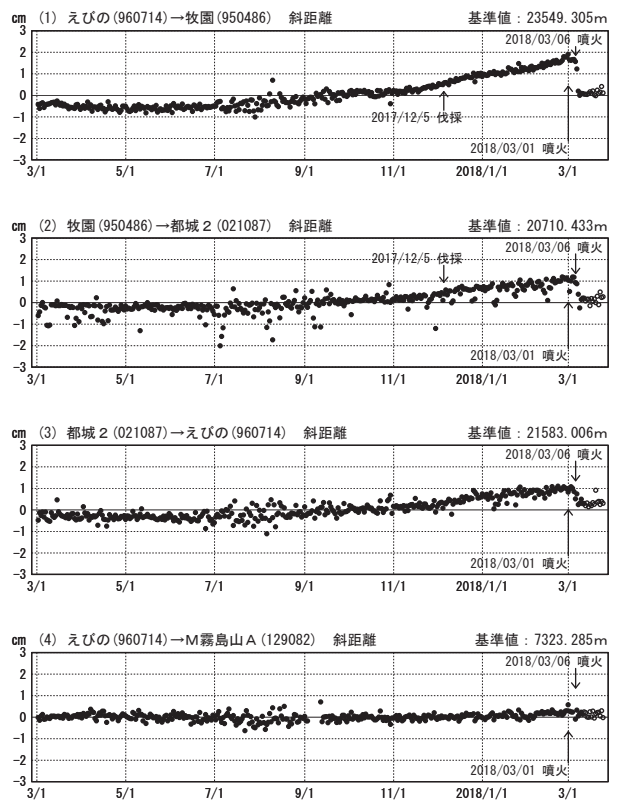 cm (1) えびの(960714)→牧園(950486) 斜距離 基準値：23549.305m
3
2018/03/06 噴火
2
1
0
-1
2017/12/5 伐採
-2
2018/03/01 噴火
-3
3/1 5/1 7/1 9/1 11/1 2018/1/1 3/1
cm (2) 牧園(950486)→都城２(021087) 斜距離 基準値：20710.433m
3
2018/03/06 噴火
2
2017/12/5 伐採
1
0
-1
-2
2018/03/01 噴火
-3
3/1 5/1 7/1 9/1 11/1 2018/1/1 3/1
cm (3) 都城２(021087)→えびの(960714) 斜距離 基準値：21583.006m
3
2018/03/06 噴火
2
1
0
-1
-2
2018/03/01 噴火
-3
3/1 5/1 7/1 9/1 11/1 2018/1/1 3/1
cm (4) えびの(960714)→Ｍ霧島山Ａ(129082) 斜距離 基準値：7323.285m
3
2018/03/06 噴火
2
1
0
-1
-2
2018/03/01 噴火
-3
3/1 5/1 7/1 9/1 11/1 2018/1/1 3/1